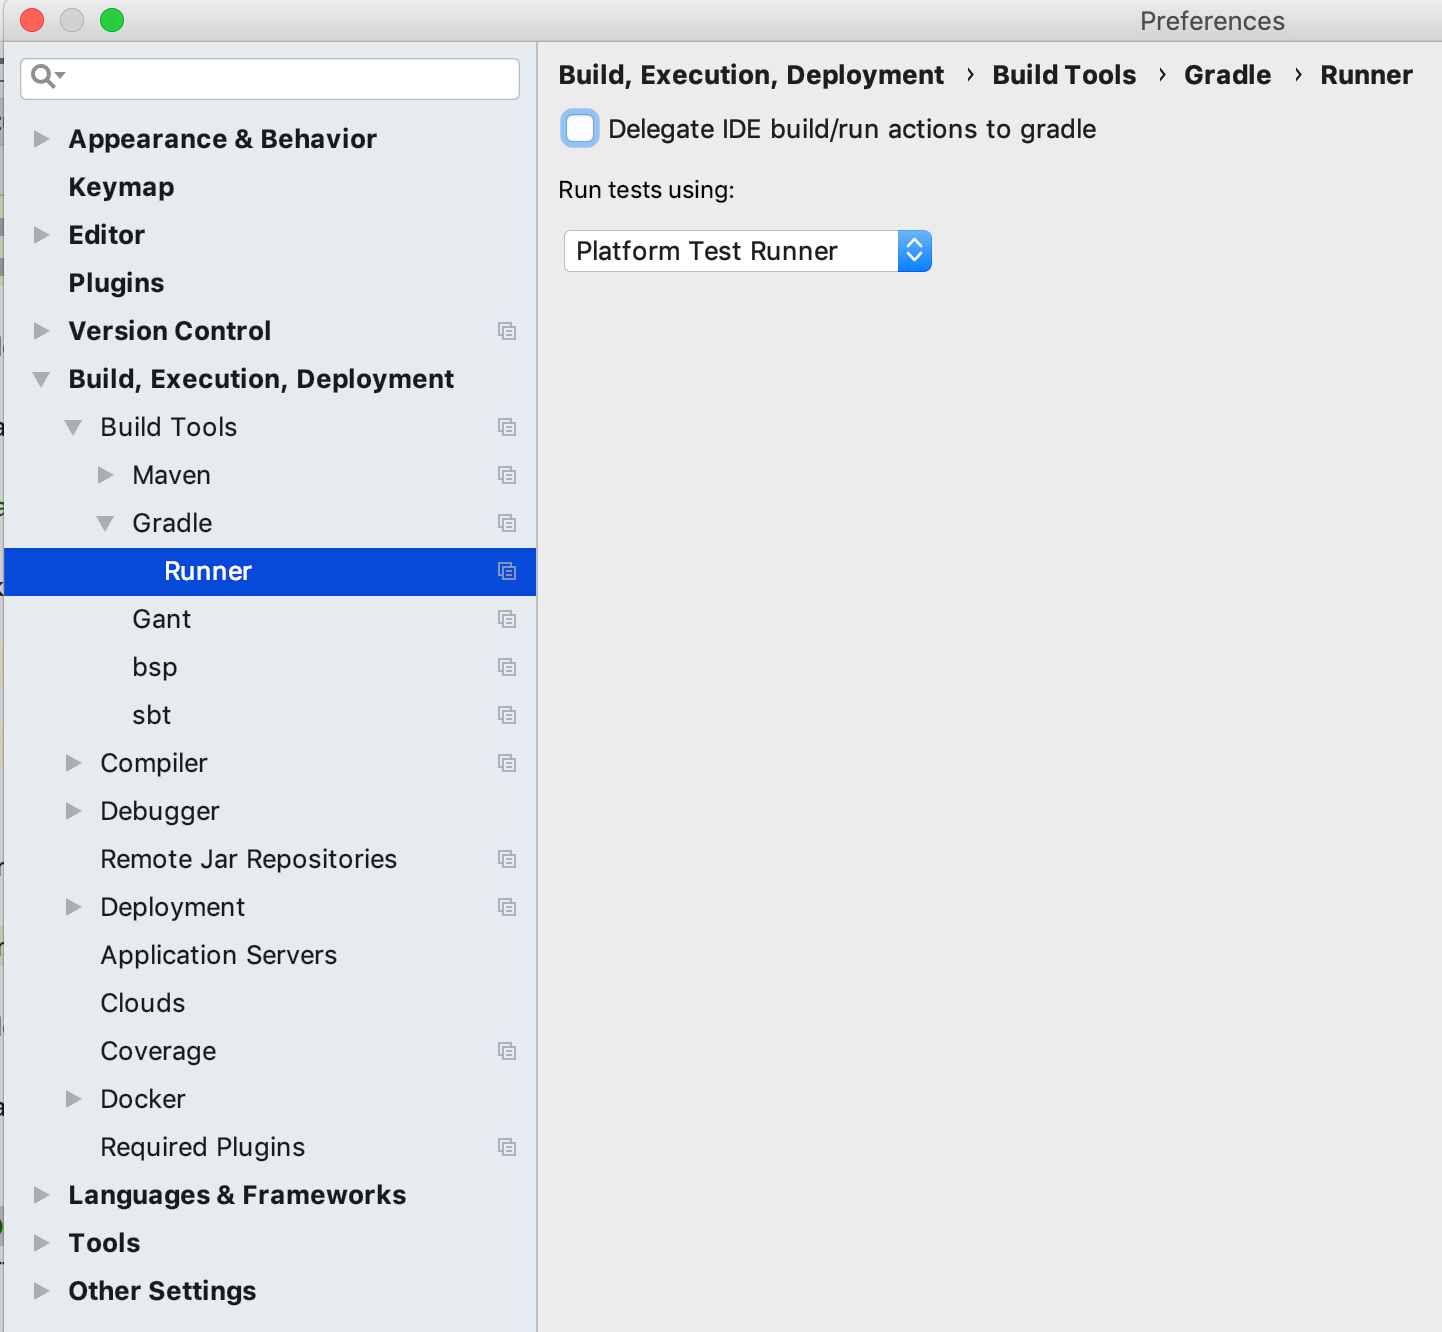 Preferences
Appearance & Behavior
Keymap
Editor
Plugins
Version Control
Build, Execution, Deployment
Build Tools
Maven
Gradle
Runner
Gant
bsp
sbt
Compiler
Debugger
Remote Jar Repositories
Deployment
Application Servers
Clouds
Coverage
Docker
Required Plugins
Languages & Frameworks
Tools
Other Settings
Build, Execution, Deployment › Build Tools › Gradle › Runner
Delegate IDE build/run actions to gradle
Run tests using:
Platform Test Runner